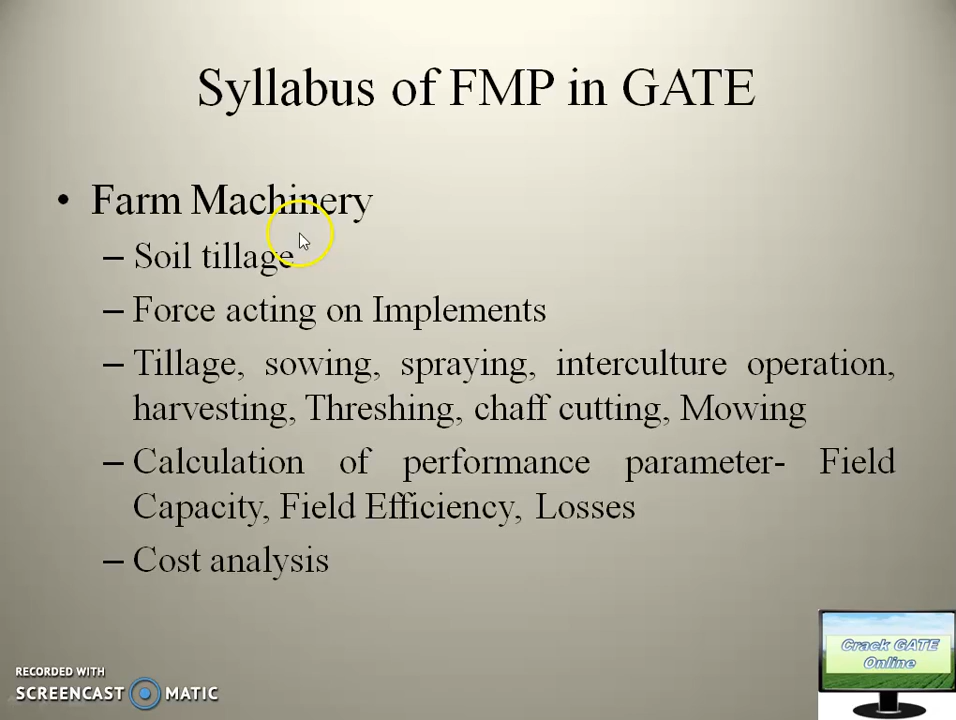 Syllabus of FMP in GATE
• Farm Machinery
– Soil tillage
– Force acting on Implements
– Tillage, sowing, spraying, interculture operation,
harvesting, Threshing, chaff cutting, Mowing
– Calculation of performance parameter- Field
Capacity, Field Efficiency, Losses
– Cost analysis
Crack GATE
Online
RECORDED WITH
SCREENCAST MATIC